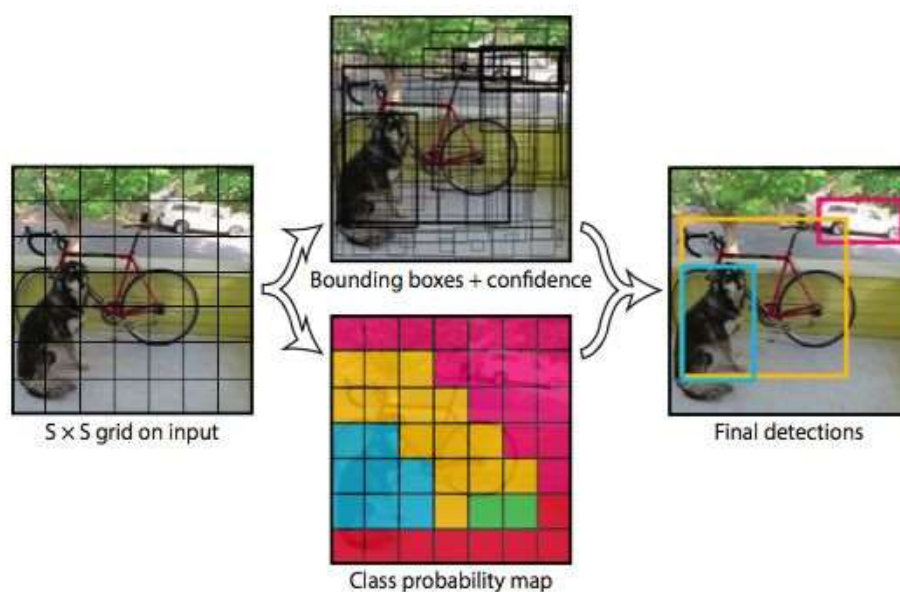 S × S grid on input
Bounding boxes + confidence
Class probability map
Final detections